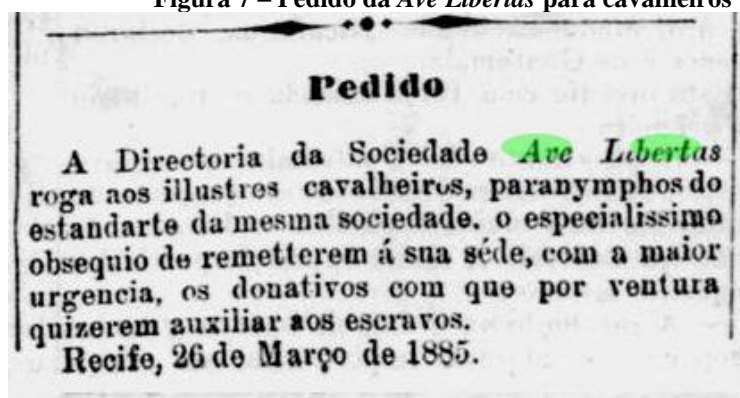 Figura 7 – Pedido da Ave Libertas para cavalheiros
Pedido
A Directoria da Sociedade Ave Libertas
roga aos illustres cavalheiros, paranymphos do
estandarte da mesma sociedade. o especialissimo
obsequio de remetterem á sua séde, com a maior
urgencia, os donativos com que por ventura
quizerem auxiliar aos escravos.
Recife, 26 de Março de 1885.